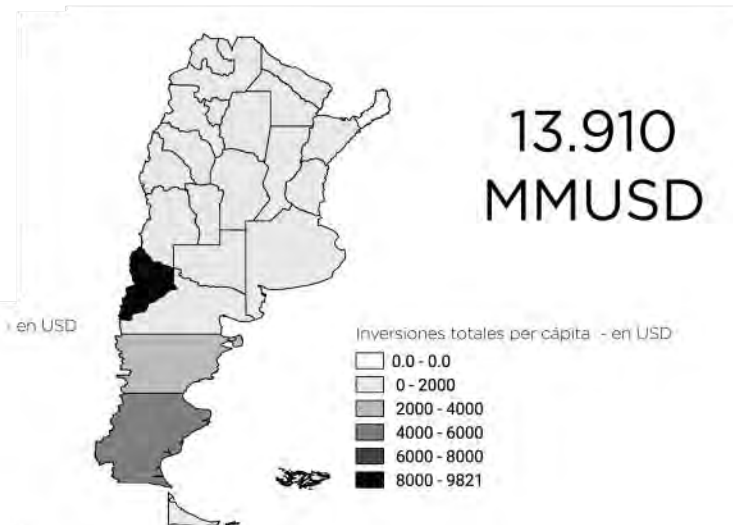 13.910
MMUSD
en USD
Inversiones totales per cápita - en USD
0.0 - 0.0
0 - 2000
2000 - 4000
4000 - 6000
6000 - 8000
8000 - 9821